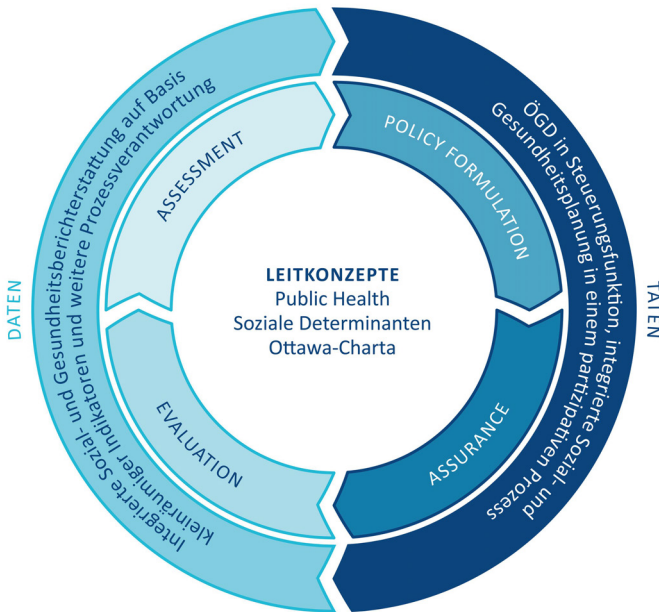 DATEN
Integrierte Sozial- und Gesundheitsberichterstattung auf Basis
kleinräumiger Indikatoren und weitere Prozessverantwortung
ASSESSMENT
POLICY FORMULATION
EVALUATION
ASSURANCE
LEITKONZEPTE
Public Health
Soziale Determinanten
Ottawa-Charta
ÖGD in Steuerungsfunktion, integrierte Sozial- und
Gesundheitsplanung in einem partizipativen Prozess
TATEN